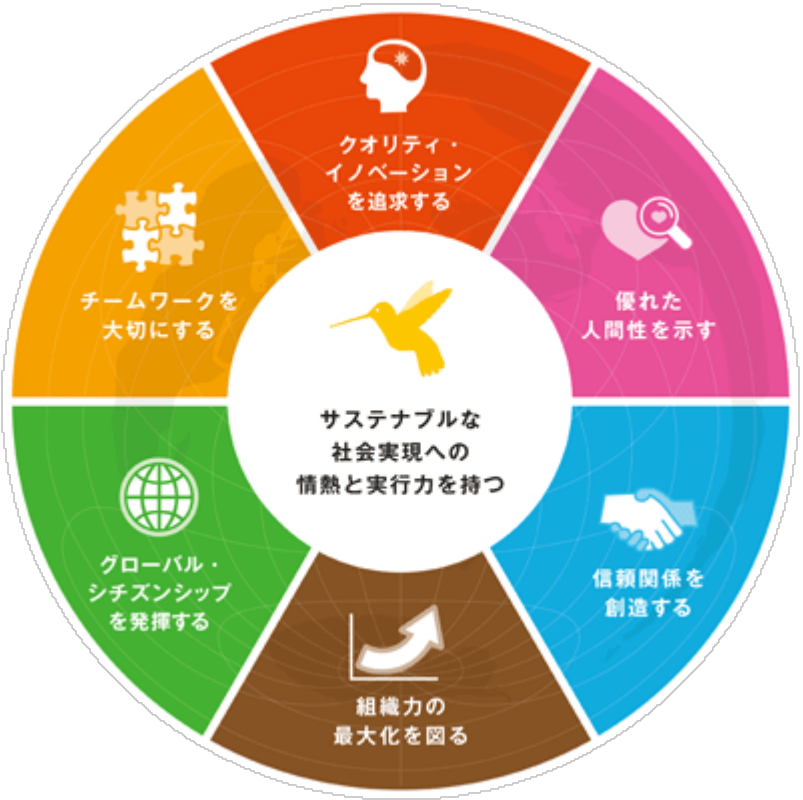 クオリティ・
イノベーション
を追求する
優れた
人間性を示す
信頼関係を
創造する
組織力の
最大化を図る
グローバル・
シチズンシップ
を発揮する
チームワークを
大切にする
サステナブルな
社会実現への
情熱と実行力を持つ